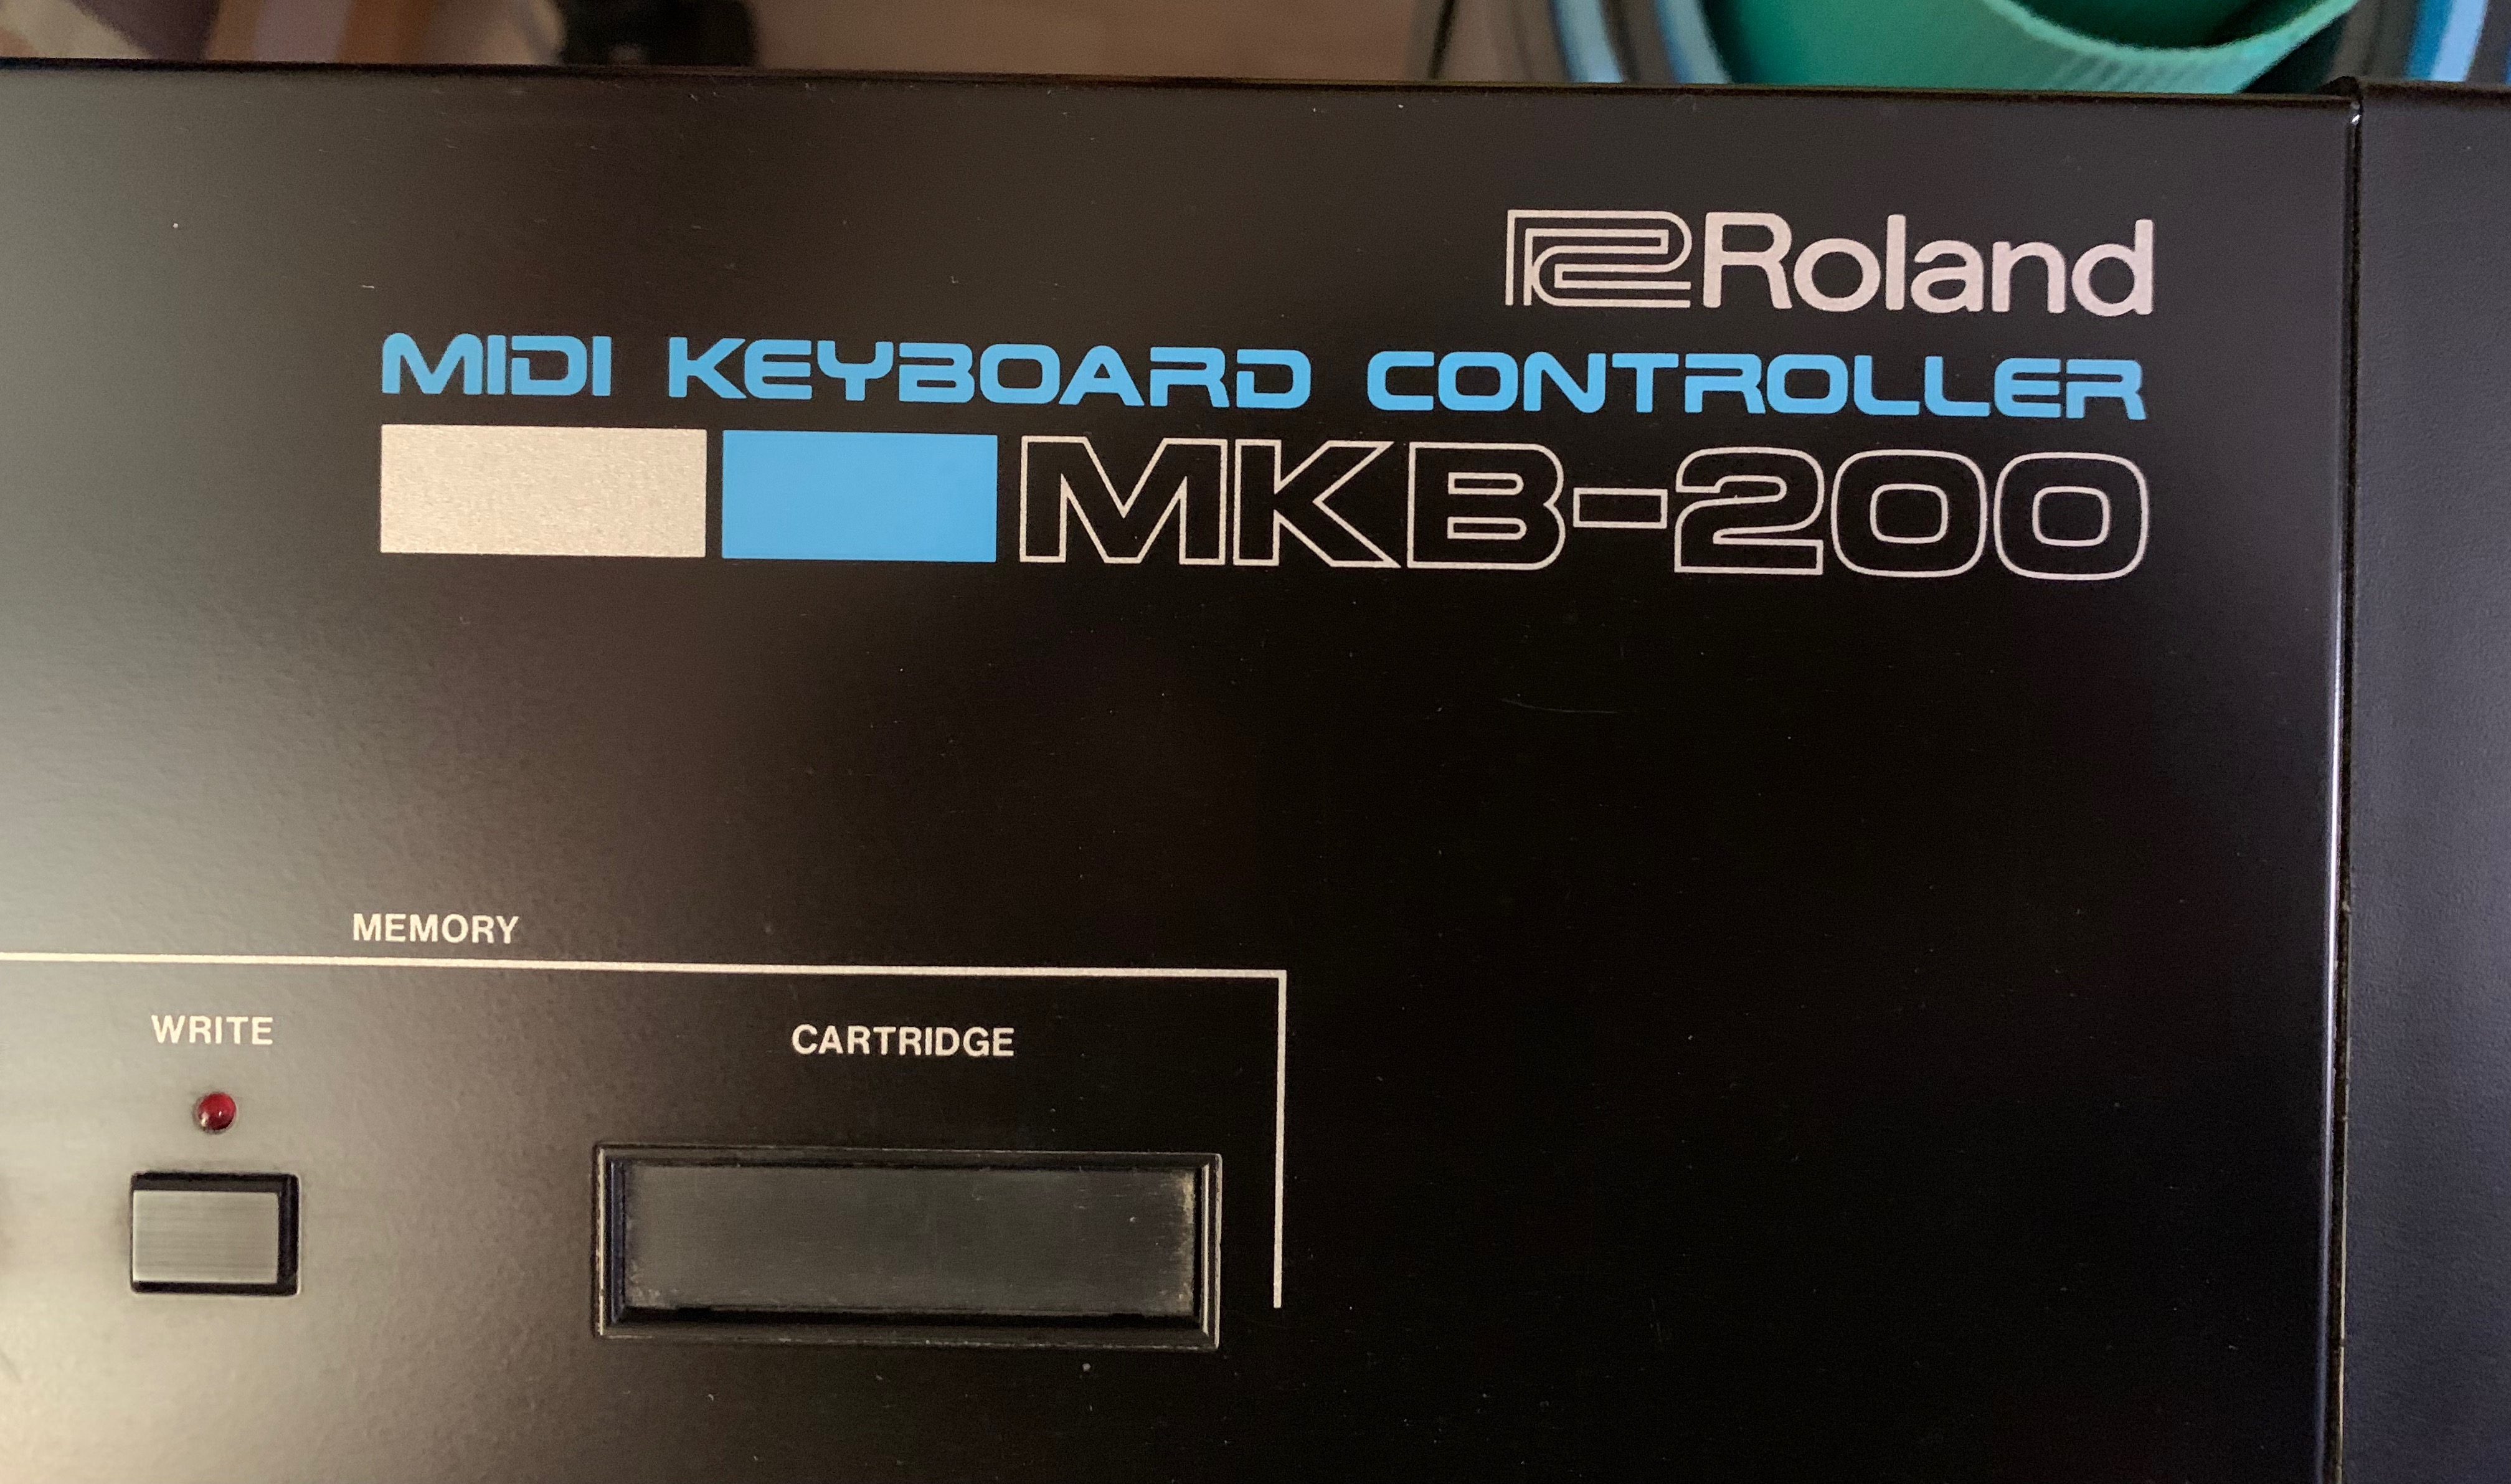 Roland
MIDI KEYBOARD CONTROLLER
MKB-200
MEMORY
WRITE
CARTRIDGE